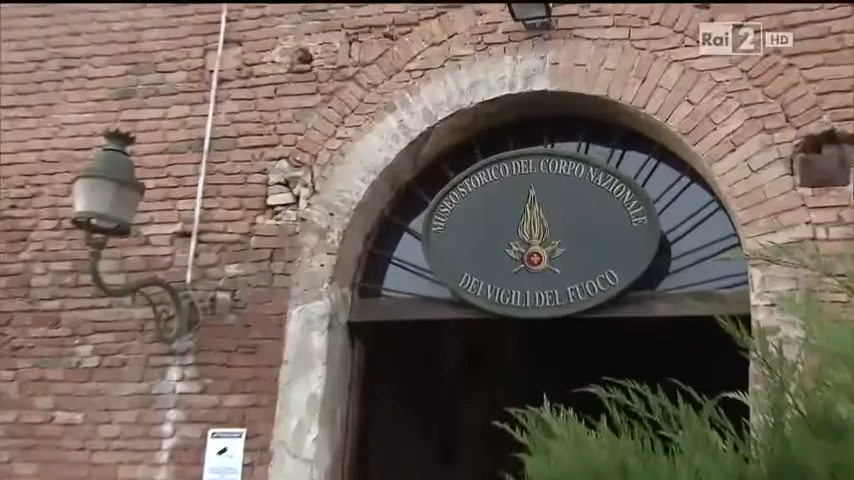 Rai 2 HD
MUSEO STORICO DEL CORPO NAZIONALE
DEI VIGILI DEL FUOCO